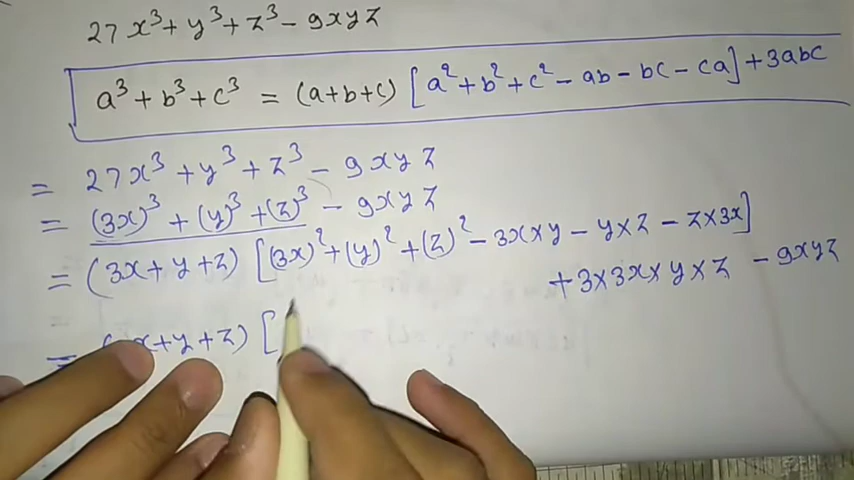 27x³ + y³ + z³ - 9xyz
a³ + b³ + c³ = (a+b+c) [a² + b² + c² - ab - bc - ca] + 3abc
= 27x³ + y³ + z³ - 9xyz
= (3x)³ + (y)³ + (z)³ - 9xyz
= (3x+y+z) [(3x)² + (y)² + (z)² - 3x×y - y×z - z×3x]
+ 3×3x×y×z - 9xyz
= x+y+z) [